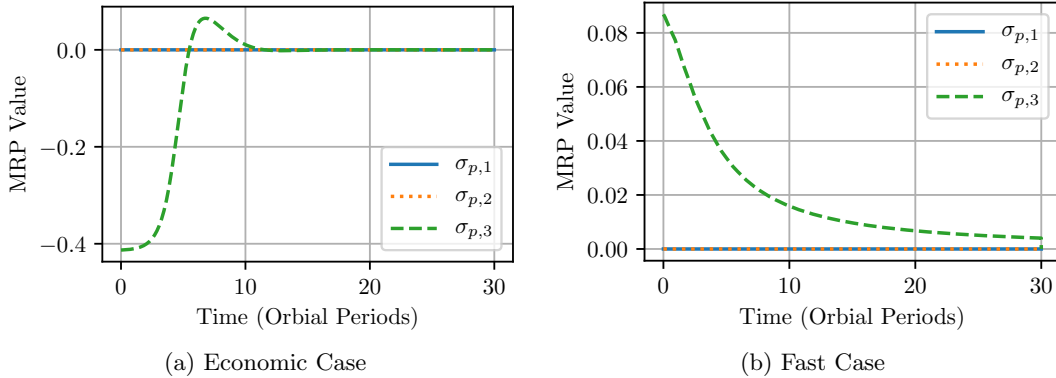 0.0
−0.2
−0.4
MRP Value
σp,1
σp,2
σp,3
0
10
20
30
Time (Orbial Periods)
(a) Economic Case
0.08
0.06
0.04
0.02
0.00
MRP Value
σp,1
σp,2
σp,3
0
10
20
30
Time (Orbial Periods)
(b) Fast Case